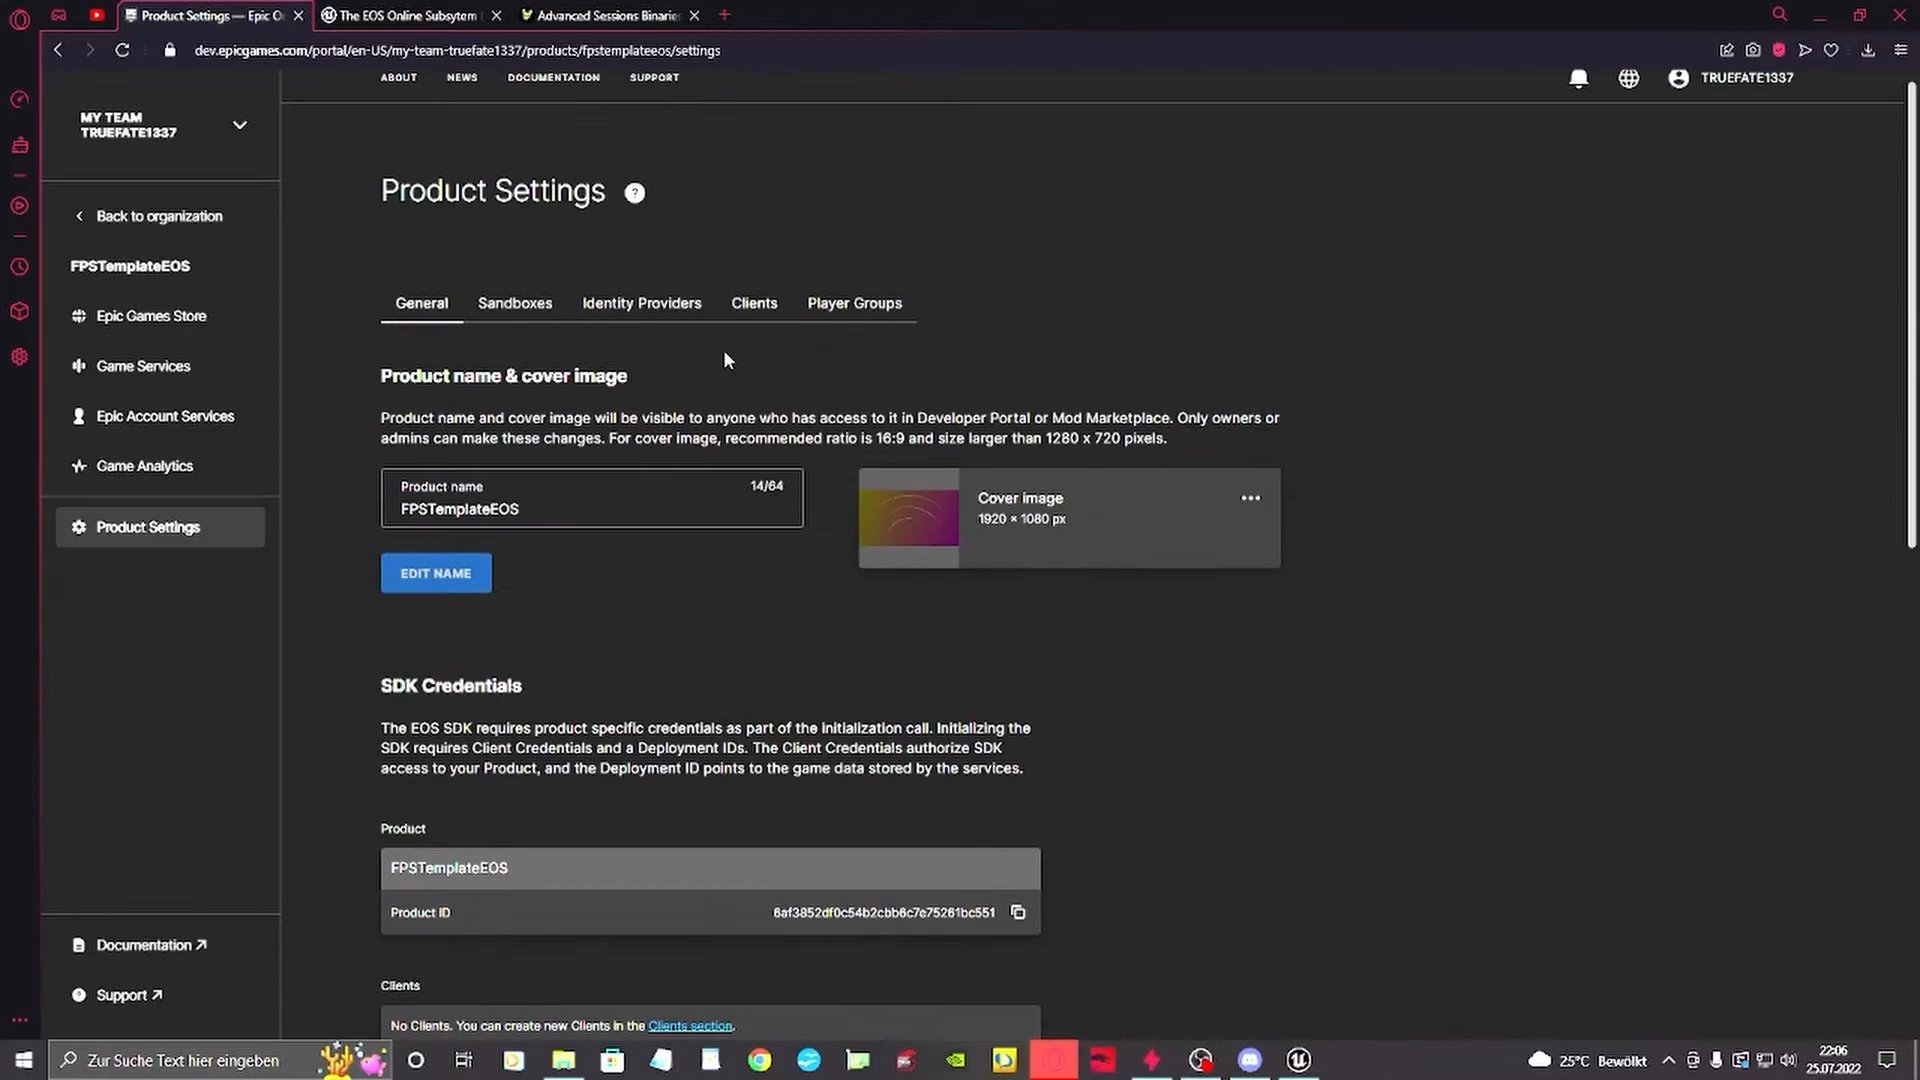 Product Settings — Epic O
The EOS Online Subsytem
Advanced Sessions Binaries
dev.epicgames.com/portal/en-US/my-team-truefate1337/products/fpstemplateeos/settings
ABOUT NEWS DOCUMENTATION SUPPORT
TRUEFATE1337
MY TEAM
TRUEFATE1337
Back to organization
FPSTemplateEOS
Epic Games Store
Game Services
Epic Account Services
Game Analytics
Product Settings
Documentation
Support
Product Settings ?
General Sandboxes Identity Providers Clients Player Groups
Product name & cover image
Product name and cover image will be visible to anyone who has access to it in Developer Portal or Mod Marketplace. Only owners or
admins can make these changes. For cover image, recommended ratio is 16:9 and size larger than 1280 x 720 pixels.
Product name 14/64
FPSTemplateEOS
Cover image
1920 × 1080 px
EDIT NAME
SDK Credentials
The EOS SDK requires product specific credentials as part of the initialization call. Initializing the
SDK requires Client Credentials and a Deployment IDs. The Client Credentials authorize SDK
access to your Product, and the Deployment ID points to the game data stored by the services.
Product
FPSTemplateEOS
Product ID 6af3852df0c54b2cbb6c7e75261bc551
Clients
No Clients. You can create new Clients in the Clients section.
Zur Suche Text hier eingeben
25°C Bewölkt
22:06
25.07.2022